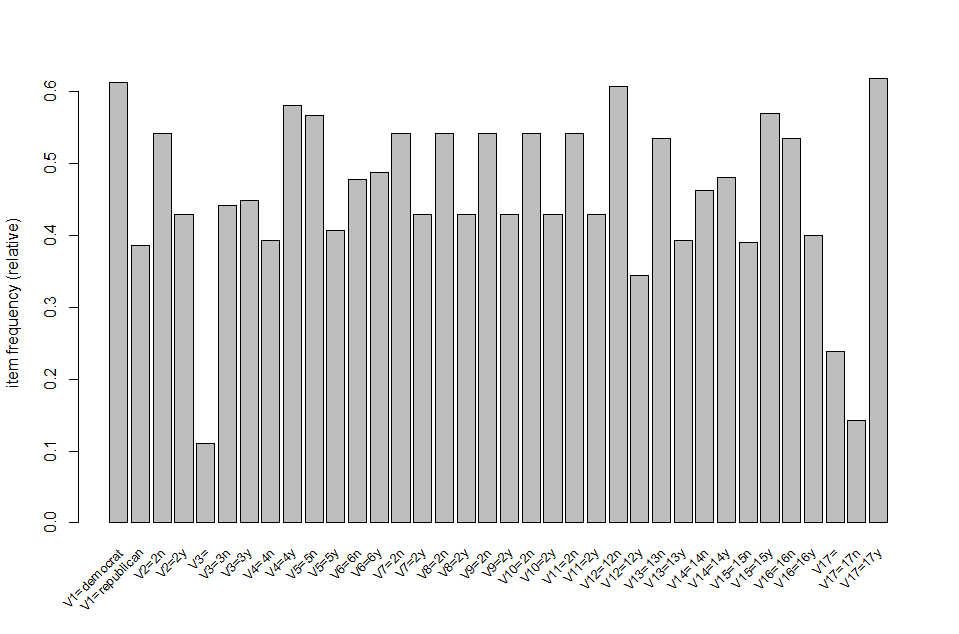 item frequency (relative)
0.6
0.5
0.4
0.3
0.2
0.1
0.0
V1=democrat
V1=republican
V2=2n
V2=2y
V3=
V3=3n
V3=3y
V4=4n
V4=4y
V5=5n
V5=5y
V6=6n
V6=6y
V7=2n
V7=2y
V8=2n
V8=2y
V9=2n
V9=2y
V10=2n
V10=2y
V11=2n
V11=2y
V12=12n
V12=12y
V13=13n
V13=13y
V14=14n
V14=14y
V15=15n
V15=15y
V16=16n
V16=16y
V17=
V17=17n
V17=17y